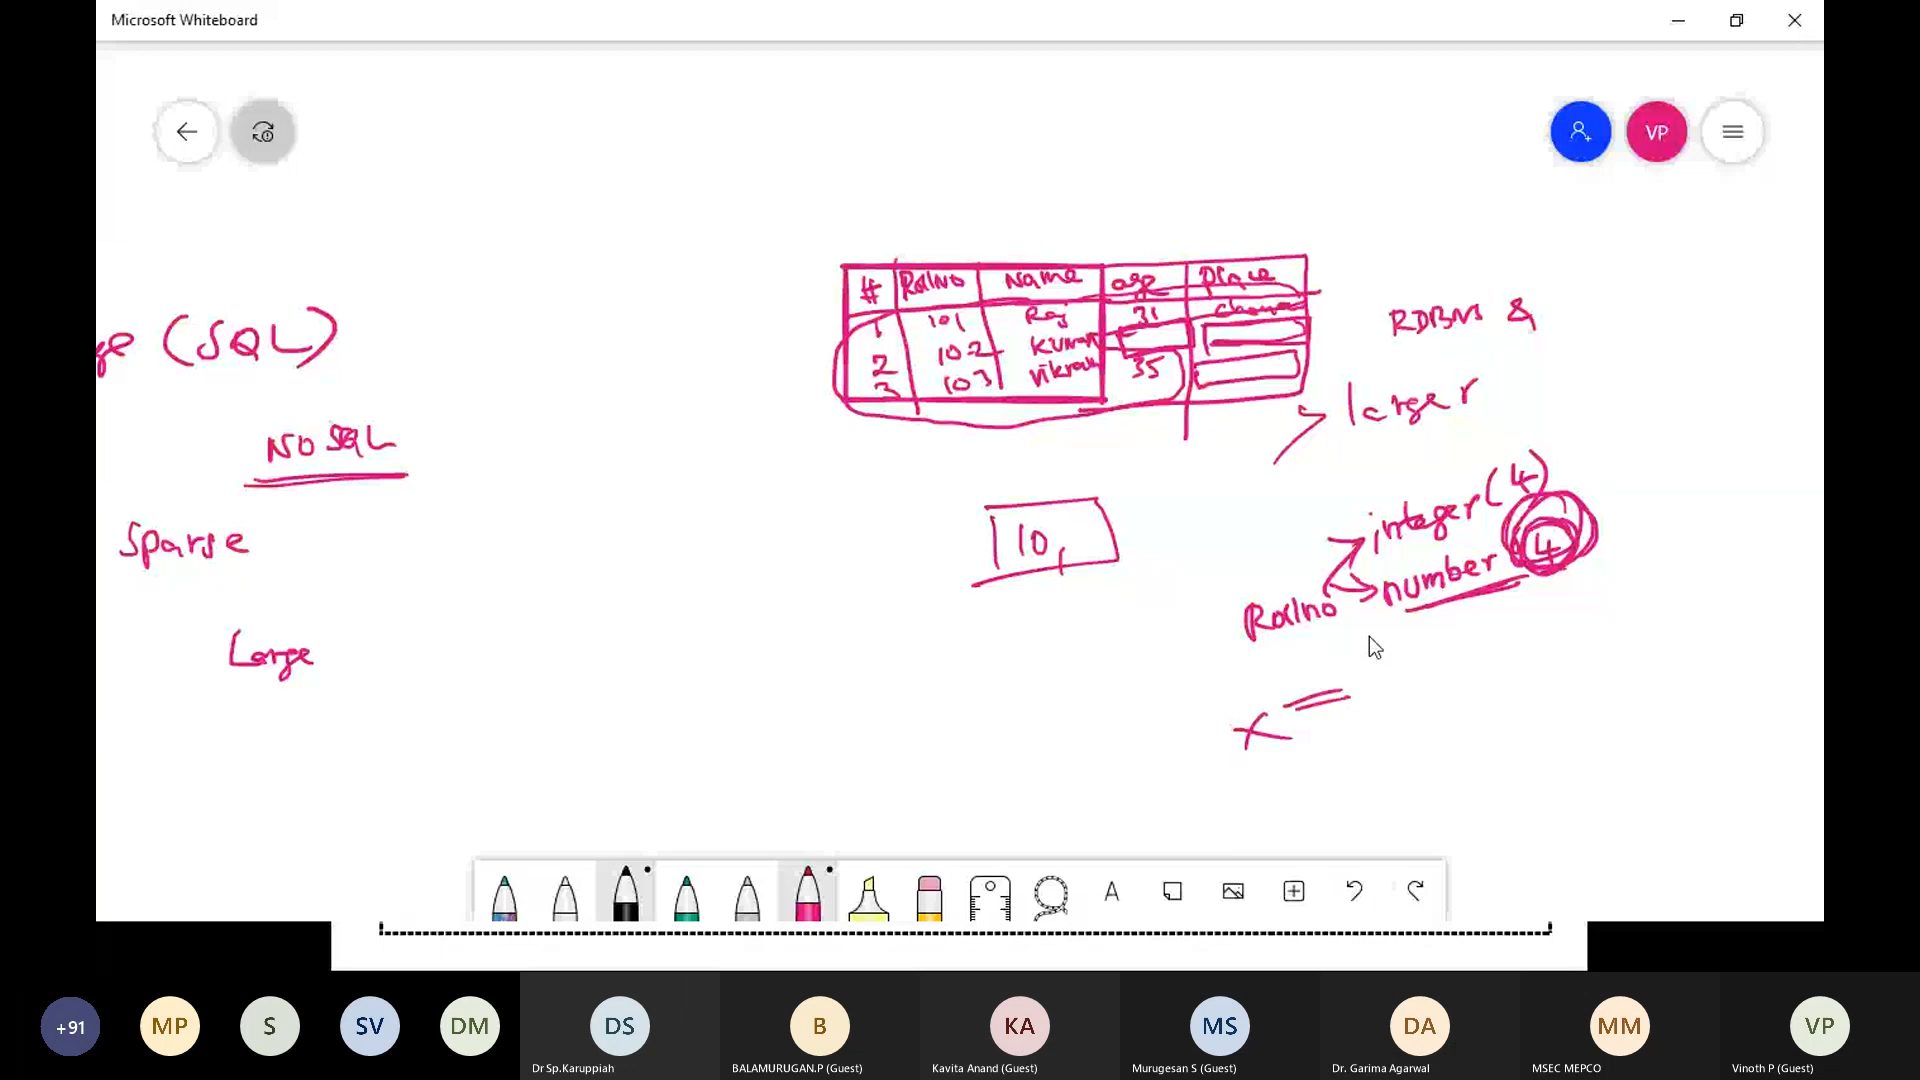 Microsoft Whiteboard
VP
# Rollno Name age place
1 101 Raj 31
2 102 Kumar
3 103 Vikram 35
RDBMS &
(SQL)
larger
NO SQL
integer (4)
10,
number 4
Sparse
Rollno
Large
A
+91
MP
S
SV
DM
DS
B
KA
MS
DA
MM
VP
Dr Sp.Karuppiah
BALAMURUGAN.P (Guest)
Kavita Anand (Guest)
Murugesan S (Guest)
Dr. Garima Agarwal
MSEC MEPCO
Vinoth P (Guest)